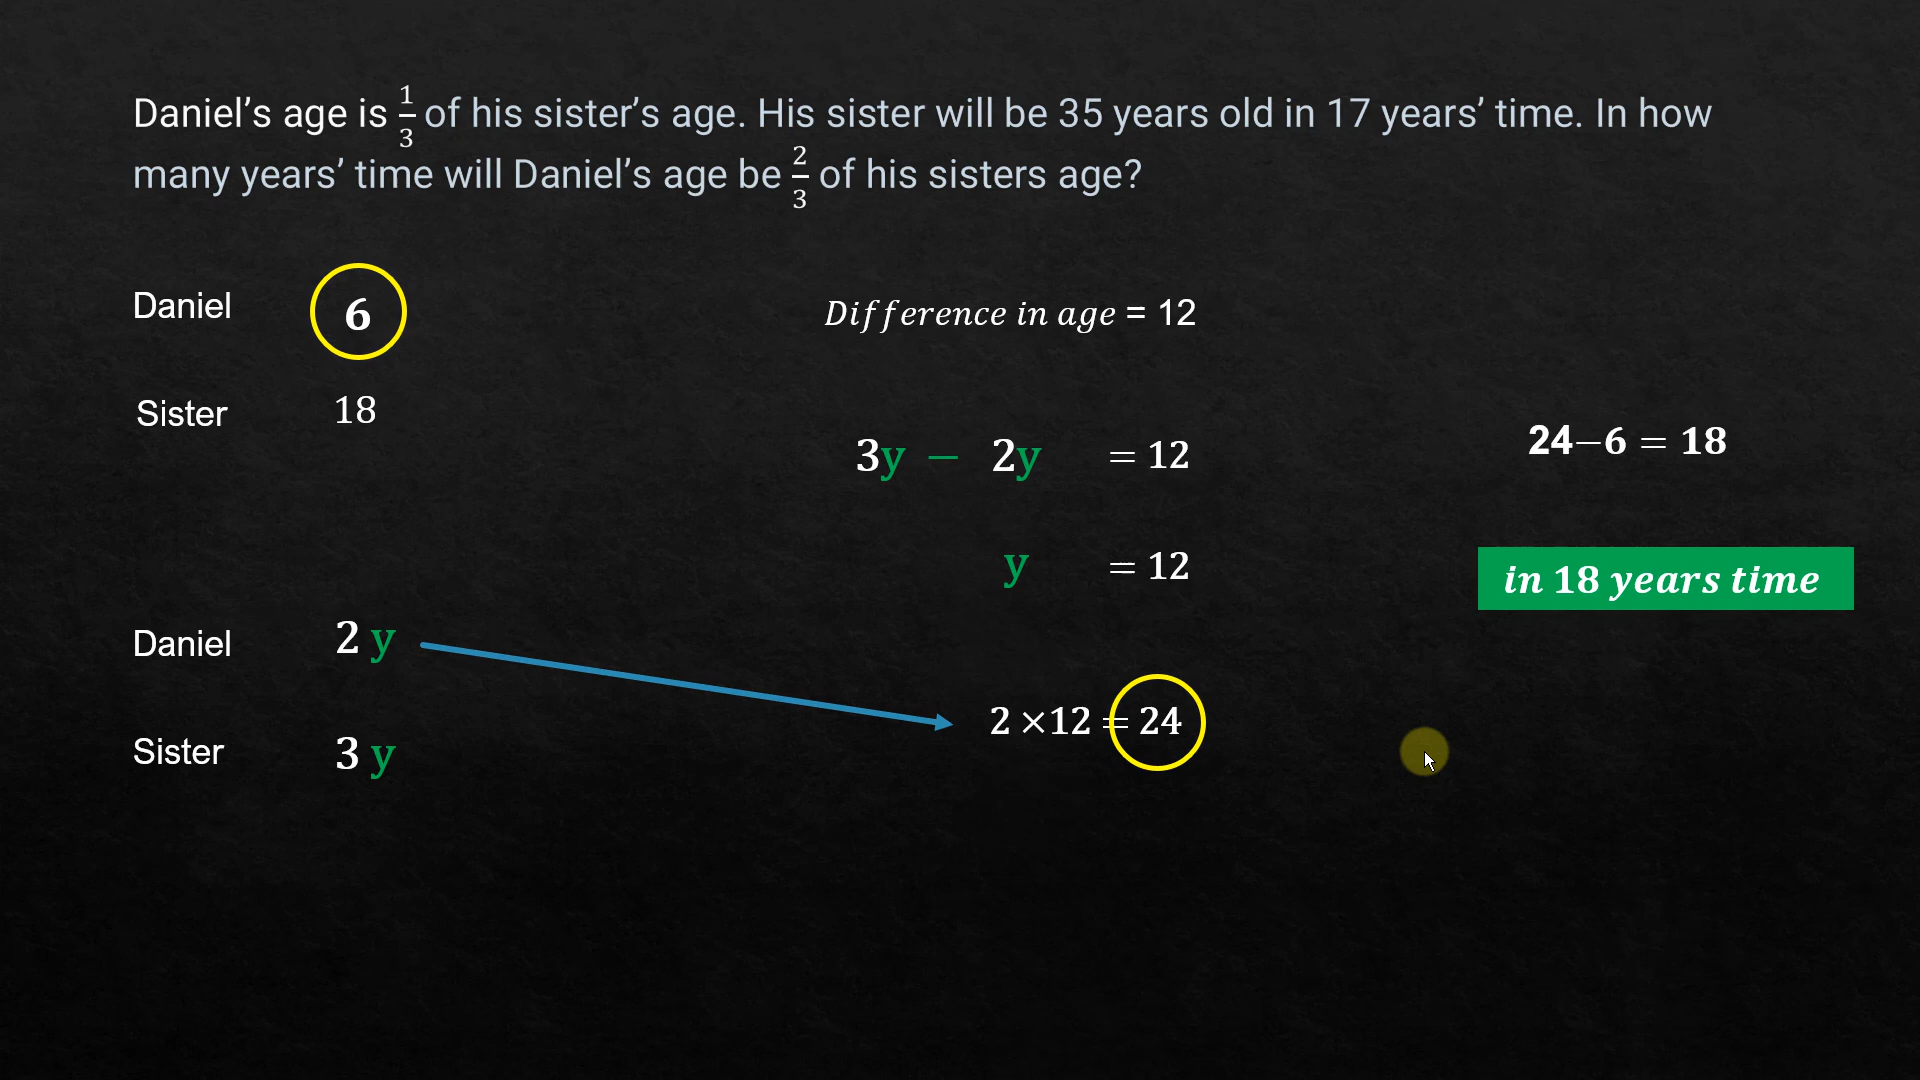 Daniel’s age is 1/3 of his sister’s age. His sister will be 35 years old in 17 years’ time. In how
many years’ time will Daniel’s age be 2/3 of his sisters age?
Daniel 6
Difference in age = 12
Sister 18
3y − 2y = 12
24−6 = 18
y = 12
in 18 years time
Daniel 2 y
2 ×12 = 24
Sister 3 y